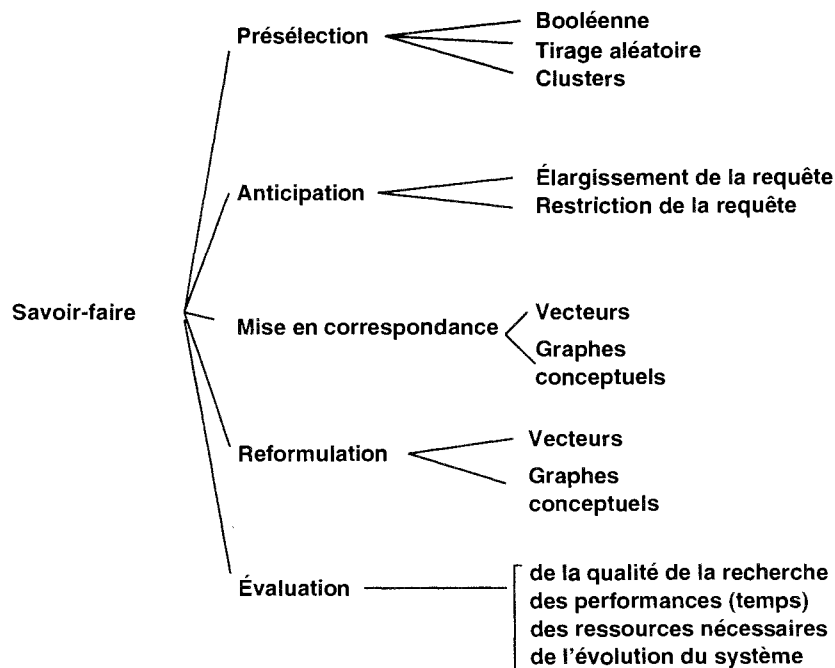 Présélection
Booléenne
Tirage aléatoire
Clusters
Anticipation
Élargissement de la requête
Restriction de la requête
Savoir-faire
Mise en correspondance
Vecteurs
Graphes
conceptuels
Reformulation
Vecteurs
Graphes
conceptuels
Évaluation
de la qualité de la recherche
des performances (temps)
des ressources nécessaires
de l'évolution du système